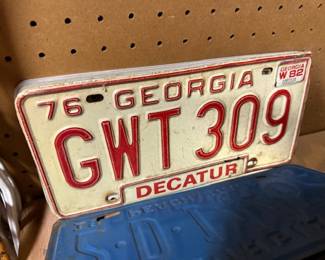 76 GEORGIA
GEORGIA
W 82
GWT 309
DECATUR